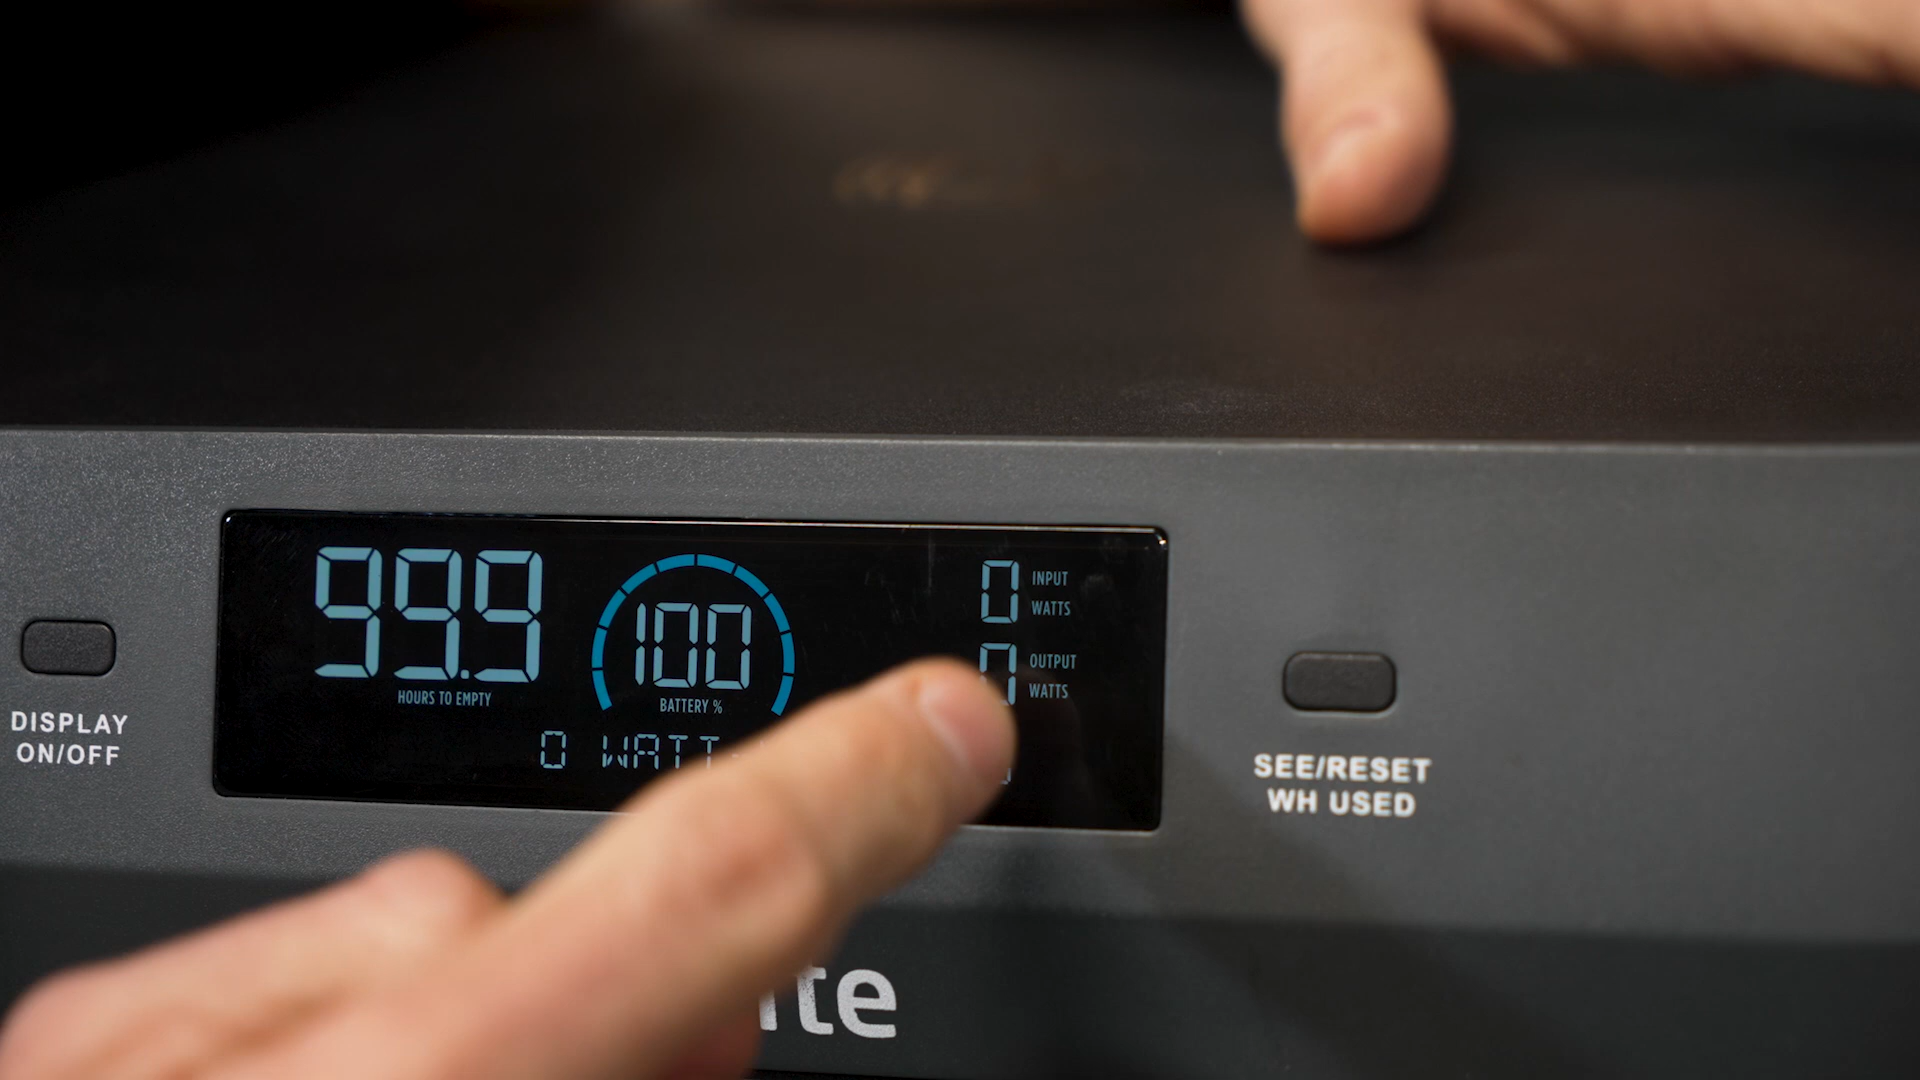 99.9
HOURS TO EMPTY
100
BATTERY %
0 INPUT
WATTS
0 OUTPUT
WATTS
0 WATT-
DISPLAY
ON/OFF
SEE/RESET
WH USED
ite